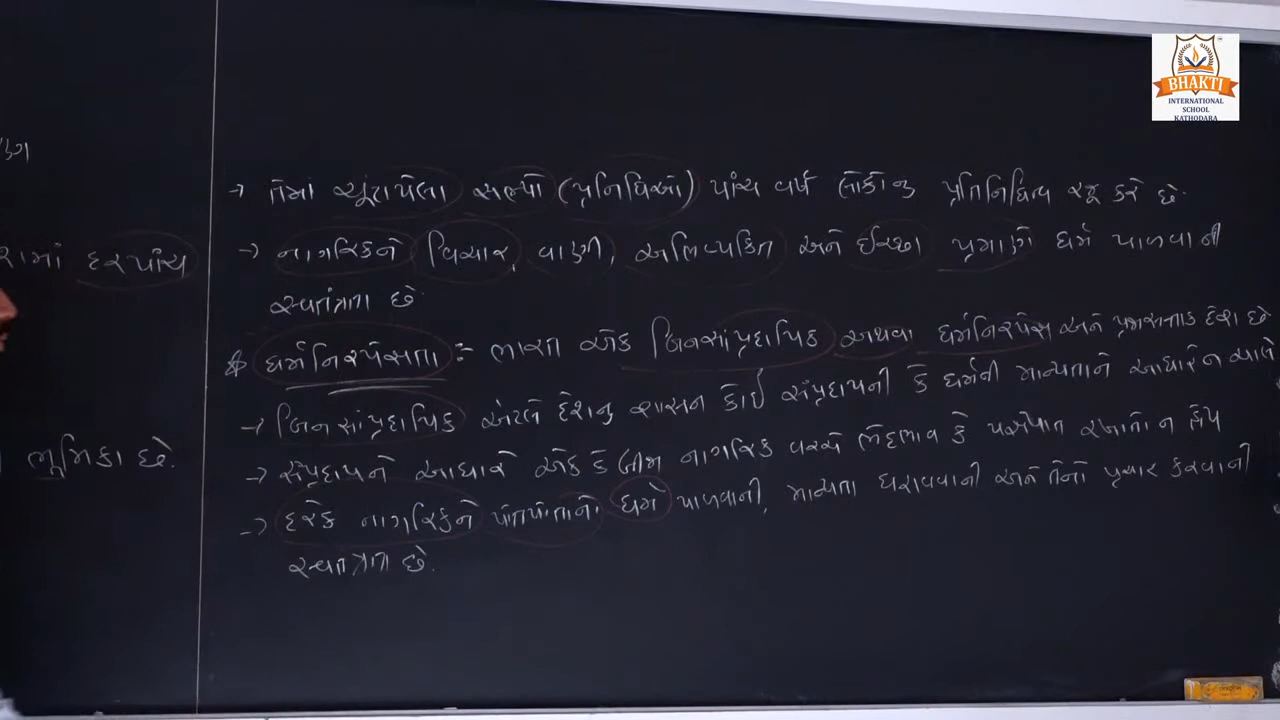 BHAKTI
INTERNATIONAL
SCHOOL
KATHODARA
→ તેમાં ચૂંટાયેલા સભ્યો (પ્રતિનિધિઓ) પાંચ વર્ષ લોકોનુ પ્રતિનિધિત્વ રજૂ કરે છે.
→ નાગરિકને વિચાર, વાણી, અભિવ્યકિત અને ઈચ્છા પ્રમાણે ધર્મ પાળવાની
સ્વતંત્રતા છે.
* ધર્મનિરપેક્ષતા :- ભારત એક બિનસાંપ્રદાયિક અથવા ધર્મનિરપેક્ષ અને પ્રજાસત્તાક દેશ છે
→ બિનસાંપ્રદાયિક એટલે દેશનુ શાસન કોઈ સંપ્રદાયની કે ધર્મની માન્યતાને આધારે ન ચાલે
→ સંપ્રદાયને આધારે એક કે બીજા નાગરિક વચ્ચે ભેદભાવ કે પક્ષપાત રખાતો ન હોય
→ દરેક નાગરિકને પોતપોતાનો ધર્મ પાળવાની, માન્યતા ધરાવવાની અને તેનો પ્રચાર કરવાની
સ્વતંત્રતા છે.
દર પાંચ
ભૂમિકા છે.